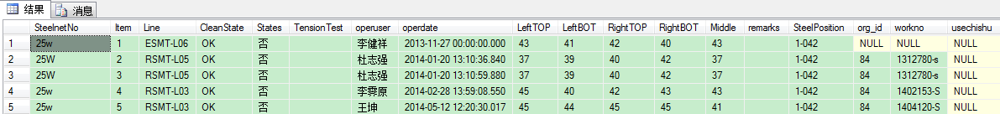 结果 消息
SteelnetNo Item Line CleanState States TensionTest operuser operdate LeftTOP LeftBOT RightTOP RightBOT Middle remarks SteelPosition org_id workno usechishu
1 25w 1 ESMT-L06 OK 否 李健祥 2013-11-27 00:00:00.000 43 41 42 40 43 1-042 NULL NULL NULL
2 25W 2 RSMT-L05 OK 否 杜志强 2014-01-20 13:10:36.840 37 39 40 42 37 1-042 84 1312780-s NULL
3 25W 3 RSMT-L05 OK 否 杜志强 2014-01-20 13:10:59.880 37 39 40 42 37 1-042 84 1312780-s NULL
4 25w 4 RSMT-L03 OK 否 李霏原 2014-02-28 13:59:08.550 45 40 42 43 43 1-042 84 1402153-S NULL
5 25w 5 RSMT-L03 OK 否 王坤 2014-05-12 12:20:30.017 45 44 45 45 41 1-042 84 1404120-S NULL